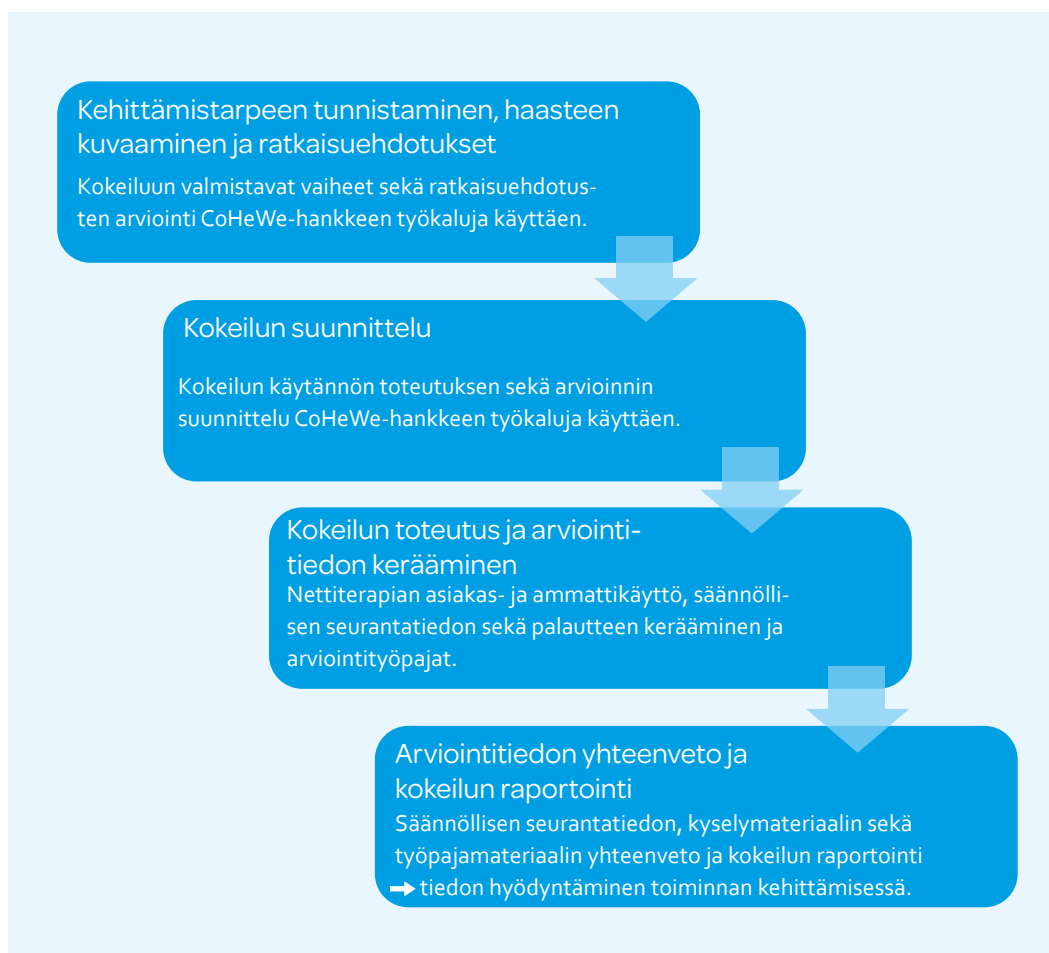 Kehittämistarpeen tunnistaminen, haasteen
kuvaaminen ja ratkaisuehdotukset
Kokeiluun valmistavat vaiheet sekä ratkaisuehdotus-
ten arviointi CoHeWe-hankkeen työkaluja käyttäen.
Kokeilun suunnittelu
Kokeilun käytännön toteutuksen sekä arvioinnin
suunnittelu CoHeWe-hankkeen työkaluja käyttäen.
Kokeilun toteutus ja arviointi-
tiedon kerääminen
Nettiterapian asiakas- ja ammattikäyttö, säännölli-
sen seurantatiedon sekä palautteen kerääminen ja
arviointityöpajat.
Arviointitiedon yhteenveto ja
kokeilun raportointi
Säännöllisen seurantatiedon, kyselymateriaalin sekä
työpajamateriaalin yhteenveto ja kokeilun raportointi
➞ tiedon hyödyntäminen toiminnan kehittämisessä.